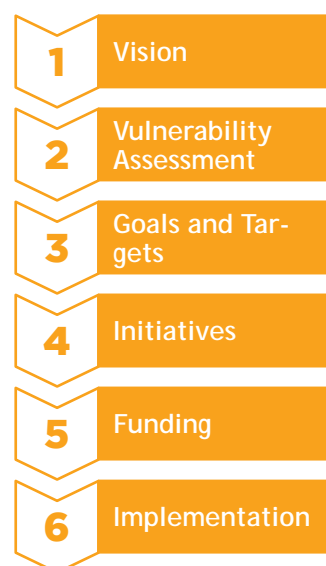 1
Vision
2
Vulnerability
Assessment
3
Goals and Tar-
gets
4
Initiatives
5
Funding
6
Implementation